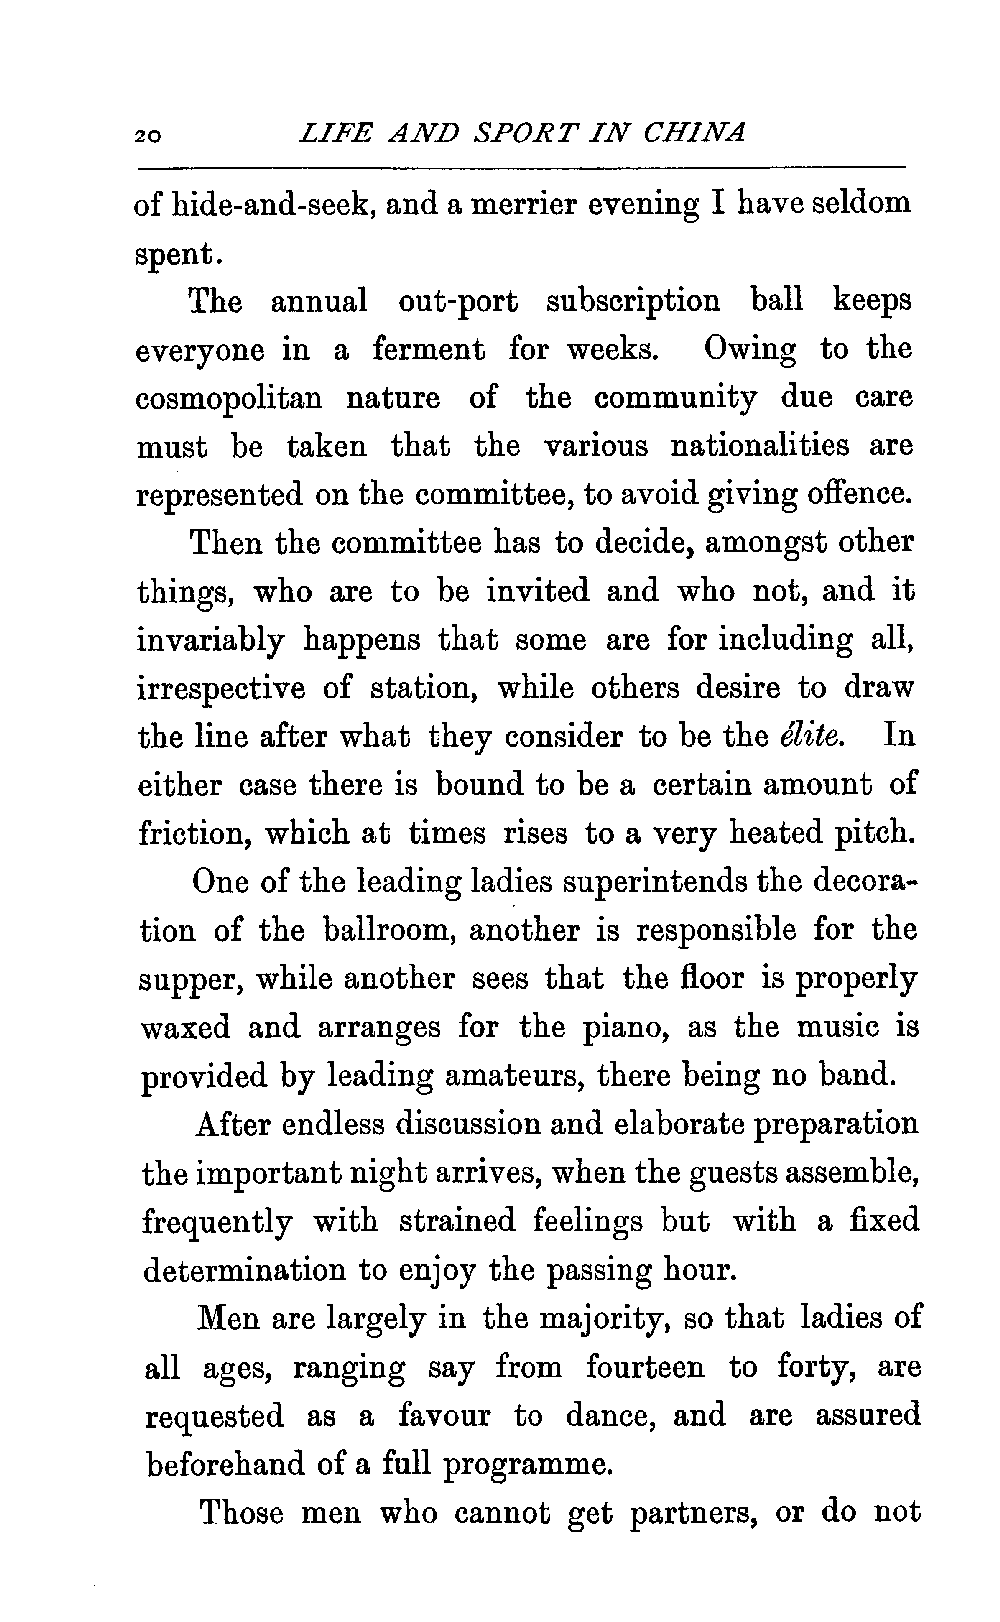 20 LIFE AND SPORT IN CHINA
of hide-and-seek, and a merrier evening I have seldom
spent.
The annual out-port subscription ball keeps
everyone in a ferment for weeks. Owing to the
cosmopolitan nature of the community due care
must be taken that the various nationalities are
represented on the committee, to avoid giving offence.
Then the committee has to decide, amongst other
things, who are to be invited and who not, and it
invariably happens that some are for including all,
irrespective of station, while others desire to draw
the line after what they consider to be the élite. In
either case there is bound to be a certain amount of
friction, which at times rises to a very heated pitch.
One of the leading ladies superintends the decora-
tion of the ballroom, another is responsible for the
supper, while another sees that the floor is properly
waxed and arranges for the piano, as the music is
provided by leading amateurs, there being no band.
After endless discussion and elaborate preparation
the important night arrives, when the guests assemble,
frequently with strained feelings but with a fixed
determination to enjoy the passing hour.
Men are largely in the majority, so that ladies of
all ages, ranging say from fourteen to forty, are
requested as a favour to dance, and are assured
beforehand of a full programme.
Those men who cannot get partners, or do not